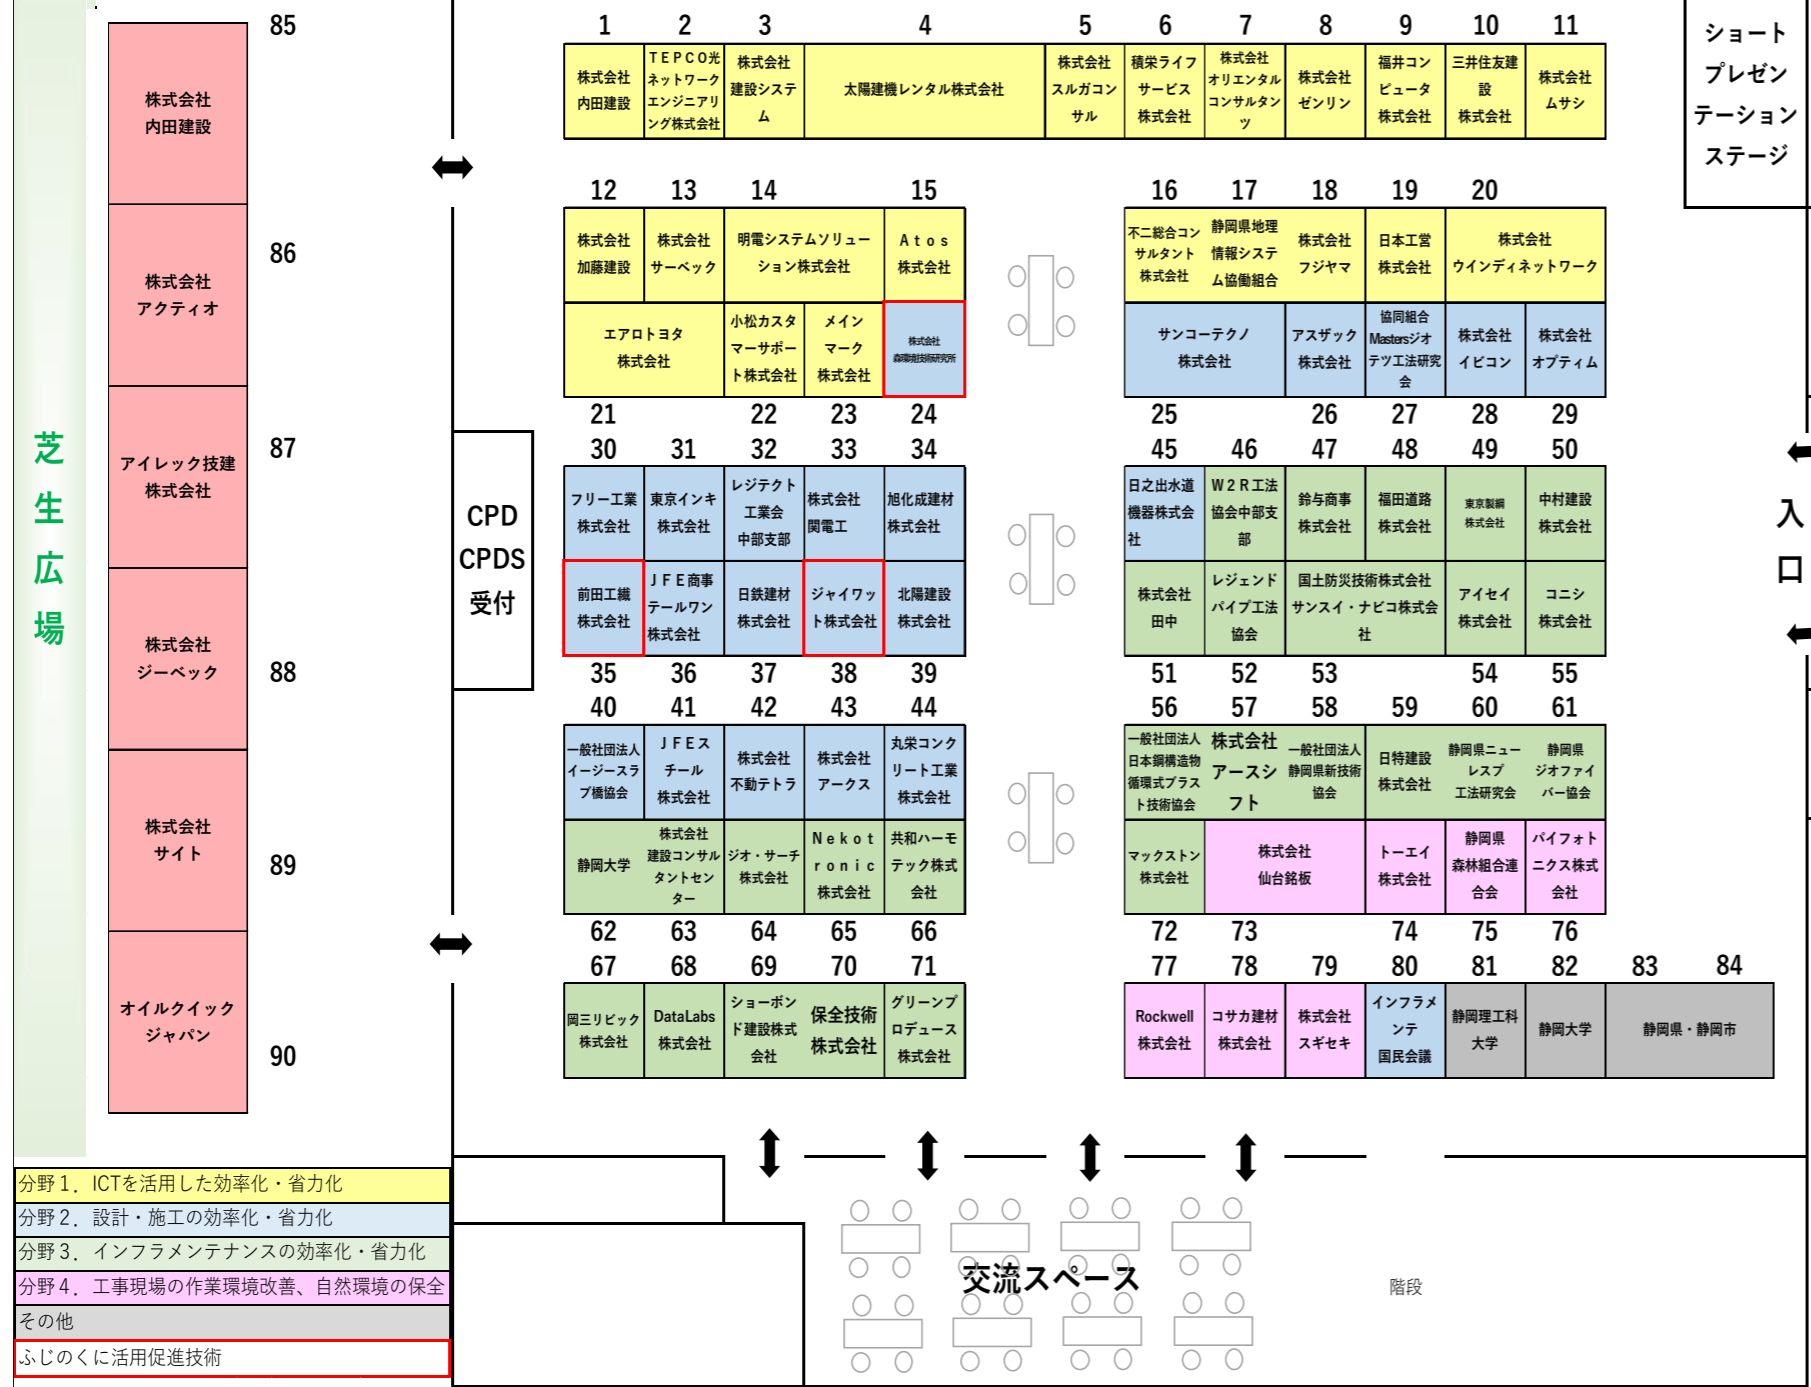 芝
生
広
場
85
株式会社
内田建設
86
株式会社
アクティオ
87
アイレック技建
株式会社
88
株式会社
ジーベック
89
株式会社
サイト
90
オイルクイック
ジャパン
CPD
CPDS
受付
ショート
プレゼン
テーション
ステージ
入
口
1 2 3 4 5 6 7 8 9 10 11
株式会社
内田建設
TEPCO光
ネットワーク
エンジニアリ
ング株式会社
株式会社
建設システ
ム
太陽建機レンタル株式会社
株式会社
スルガコン
サル
積栄ライフ
サービス
株式会社
株式会社
オリエンタル
コンサルタン
ツ
株式会社
ゼンリン
福井コン
ピュータ
株式会社
三井住友建
設
株式会社
株式会社
ムサシ
12 13 14 15
株式会社
加藤建設
株式会社
サーベック
明電システムソリュー
ション株式会社
Atos
株式会社
エアロトヨタ
株式会社
小松カスタ
マーサポー
ト株式会社
メイン
マーク
株式会社
株式会社
森環境技術研究所
21 22 23 24
16 17 18 19 20
不二総合コン
サルタント
株式会社
静岡県地理
情報システ
ム協働組合
株式会社
フジヤマ
日本工営
株式会社
株式会社
ウインディネットワーク
サンコーテクノ
株式会社
アスザック
株式会社
協同組合
Mastersジオ
テツ工法研究
会
株式会社
イビコン
株式会社
オプティム
25 26 27 28 29
30 31 32 33 34
フリー工業
株式会社
東京インキ
株式会社
レジテクト
工業会
中部支部
株式会社
関電工
旭化成建材
株式会社
前田工繊
株式会社
JFE商事
テールワン
株式会社
日鉄建材
株式会社
ジャイワッ
ト株式会社
北陽建設
株式会社
35 36 37 38 39
45 46 47 48 49 50
日之出水道
機器株式会
社
W2R工法
協会中部支
部
鈴与商事
株式会社
福田道路
株式会社
東京製綱
株式会社
中村建設
株式会社
株式会社
田中
レジェンド
パイプ工法
協会
国土防災技術株式会社
サンスイ・ナビコ株式会
社
アイセイ
株式会社
コニシ
株式会社
51 52 53 54 55
40 41 42 43 44
一般社団法人
イージースラ
ブ橋協会
JFEス
チール
株式会社
株式会社
不動テトラ
株式会社
アークス
丸栄コンク
リート工業
株式会社
静岡大学
株式会社
建設コンサル
タントセン
ター
ジオ・サーチ
株式会社
Nekot
ronic
株式会社
共和ハーモ
テック株式
会社
62 63 64 65 66
56 57 58 59 60 61
一般社団法人
日本鋼構造物
循環式ブラス
ト技術協会
株式会社
アースシ
フト
一般社団法人
静岡県新技術
協会
日特建設
株式会社
静岡県ニュー
レスプ
工法研究会
静岡県
ジオファイ
バー協会
マックストン
株式会社
株式会社
仙台銘板
トーエイ
株式会社
静岡県
森林組合連
合会
パイフォト
ニクス株式
会社
72 73 74 75 76
67 68 69 70 71
岡三リビック
株式会社
DataLabs
株式会社
ショーボン
ド建設株式
会社
保全技術
株式会社
グリーンプ
ロデュース
株式会社
77 78 79 80 81 82 83 84
Rockwell
株式会社
コサカ建材
株式会社
株式会社
スギセキ
インフラメ
ンテ
国民会議
静岡理工科
大学
静岡大学
静岡県・静岡市
分野１．ICTを活用した効率化・省力化
分野２．設計・施工の効率化・省力化
分野３．インフラメンテナンスの効率化・省力化
分野４．工事現場の作業環境改善、自然環境の保全
その他
ふじのくに活用促進技術
交流スペース
階段